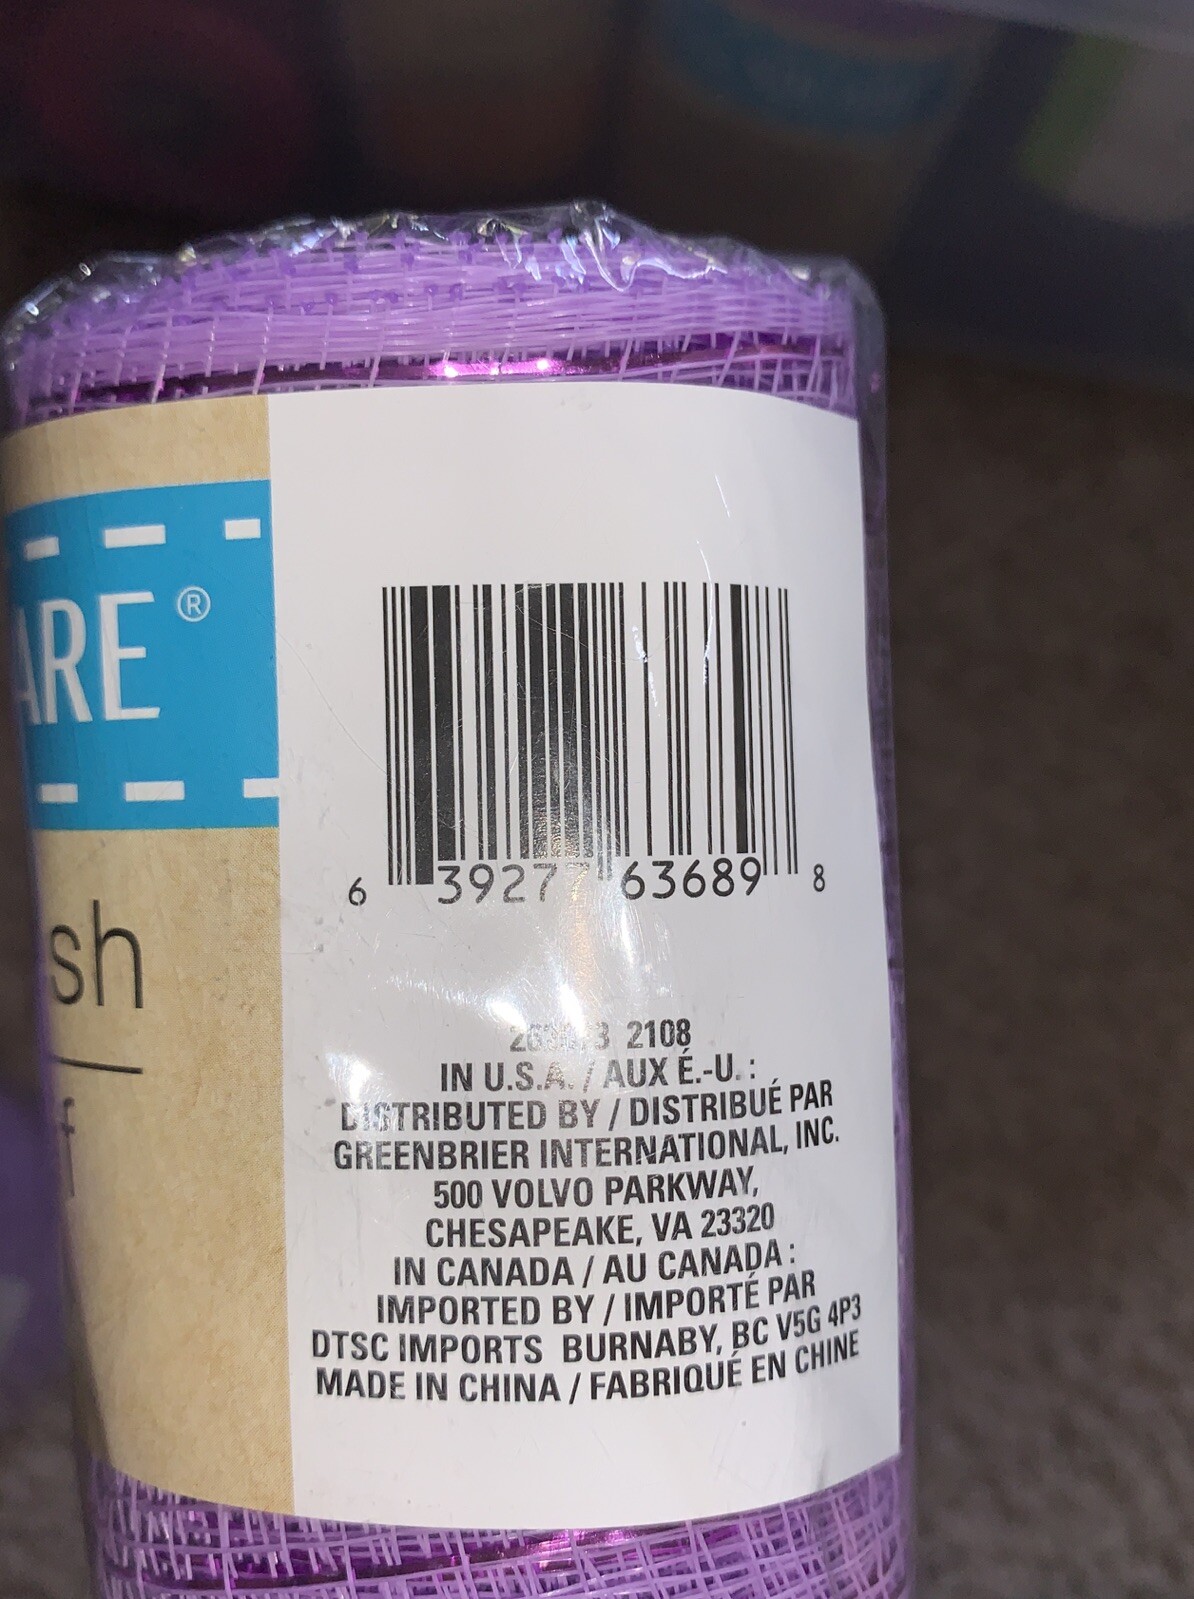 ARE®
sh
f
6 39277 63689 8
2108
IN U.S.A. / AUX É.-U. :
DISTRIBUTED BY / DISTRIBUÉ PAR
GREENBRIER INTERNATIONAL, INC.
500 VOLVO PARKWAY,
CHESAPEAKE, VA 23320
IN CANADA / AU CANADA :
IMPORTED BY / IMPORTÉ PAR
DTSC IMPORTS BURNABY, BC V5G 4P3
MADE IN CHINA / FABRIQUÉ EN CHINE